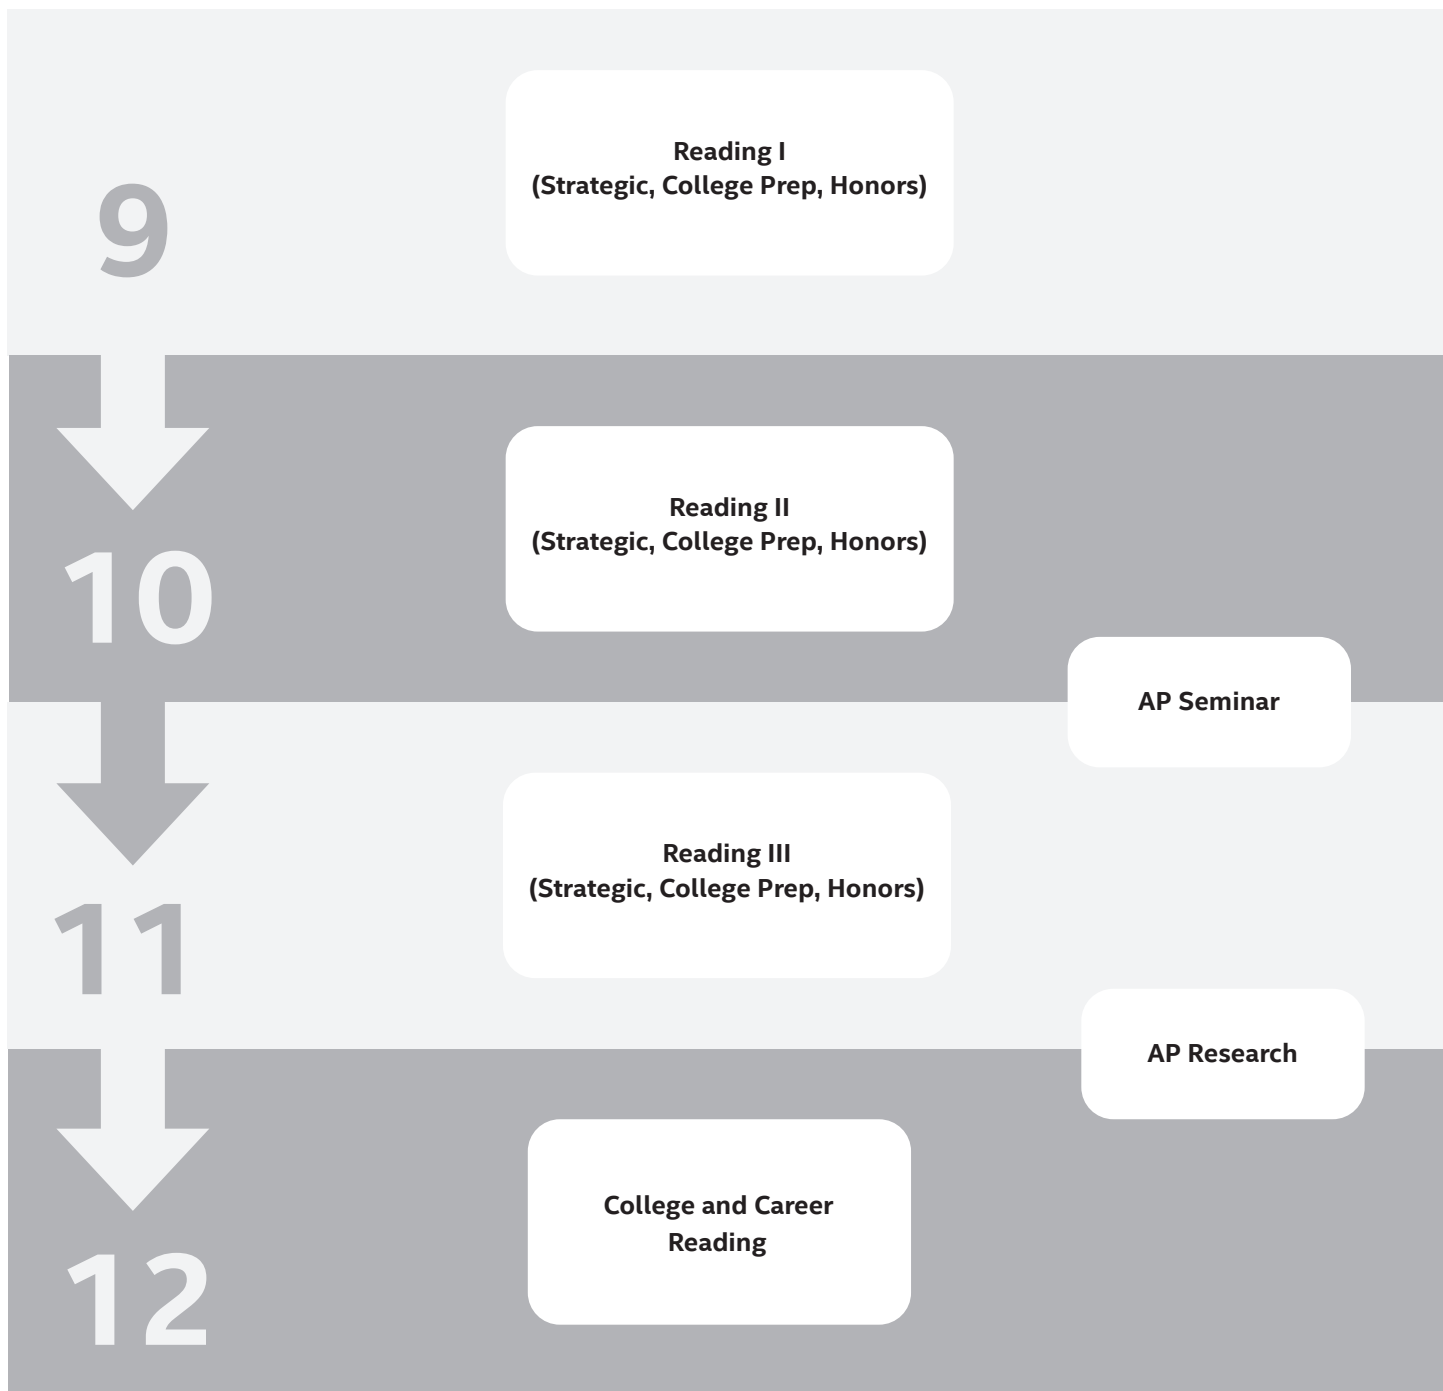 9
Reading I
(Strategic, College Prep, Honors)
10
Reading II
(Strategic, College Prep, Honors)
AP Seminar
11
Reading III
(Strategic, College Prep, Honors)
AP Research
12
College and Career
Reading